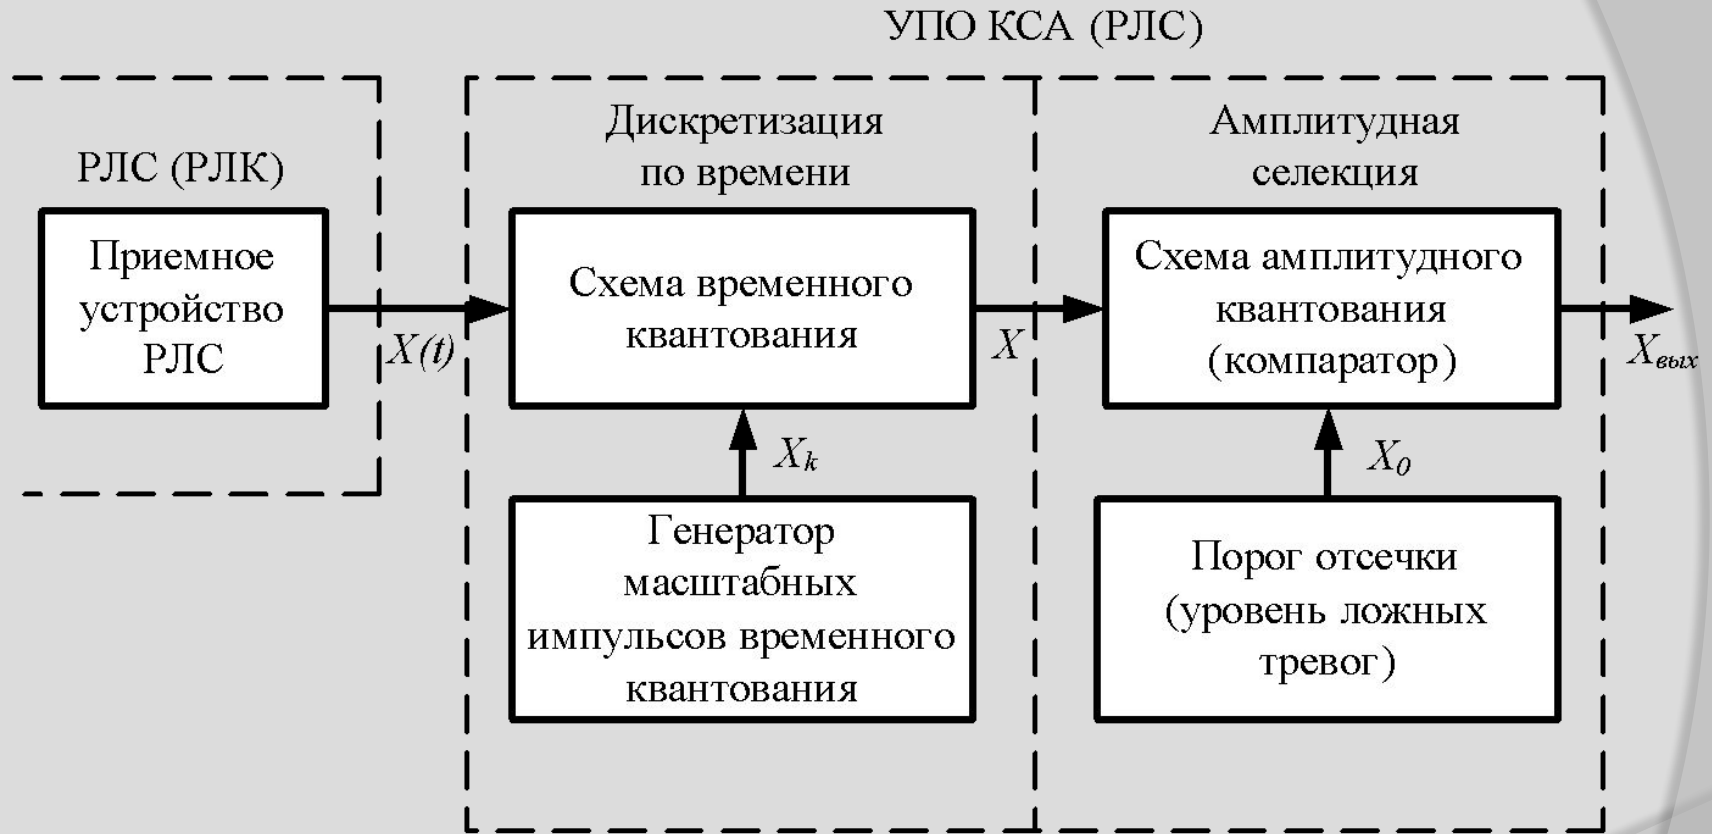 УПО КСА (РЛС)
РЛС (РЛК)
Приемное
устройство
РЛС
X(t)
Дискретизация
по времени
Схема временного
квантования
X
Xk
Генератор
масштабных
импульсов временного
квантования
Амплитудная
селекция
Схема амплитудного
квантования
(компаратор)
Xвых
X0
Порог отсечки
(уровень ложных
тревог)